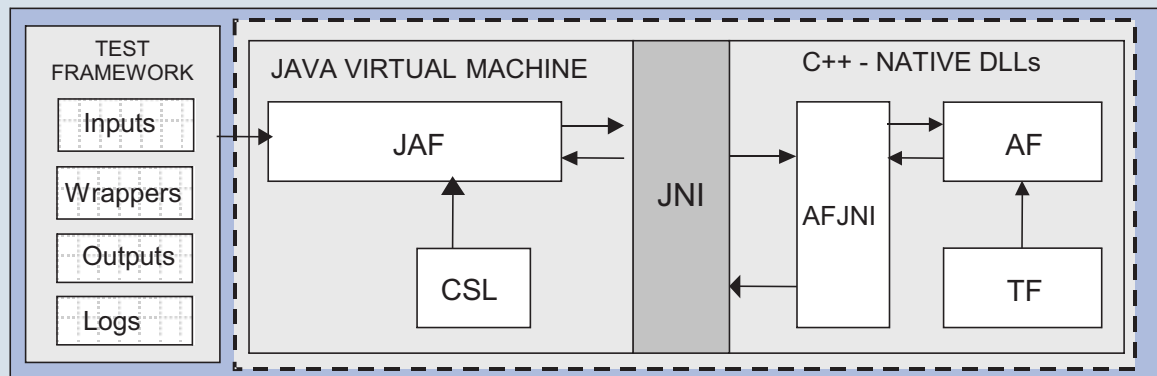 TEST
FRAMEWORK
Inputs
Wrappers
Outputs
Logs
JAVA VIRTUAL MACHINE
JAF
CSL
JNI
C++ - NATIVE DLLs
AFJNI
AF
TF